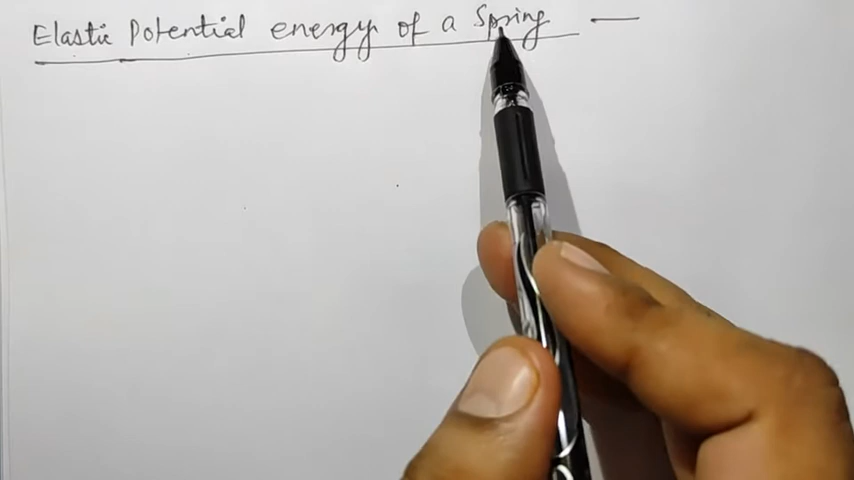 Elastic Potential energy of a Spring —